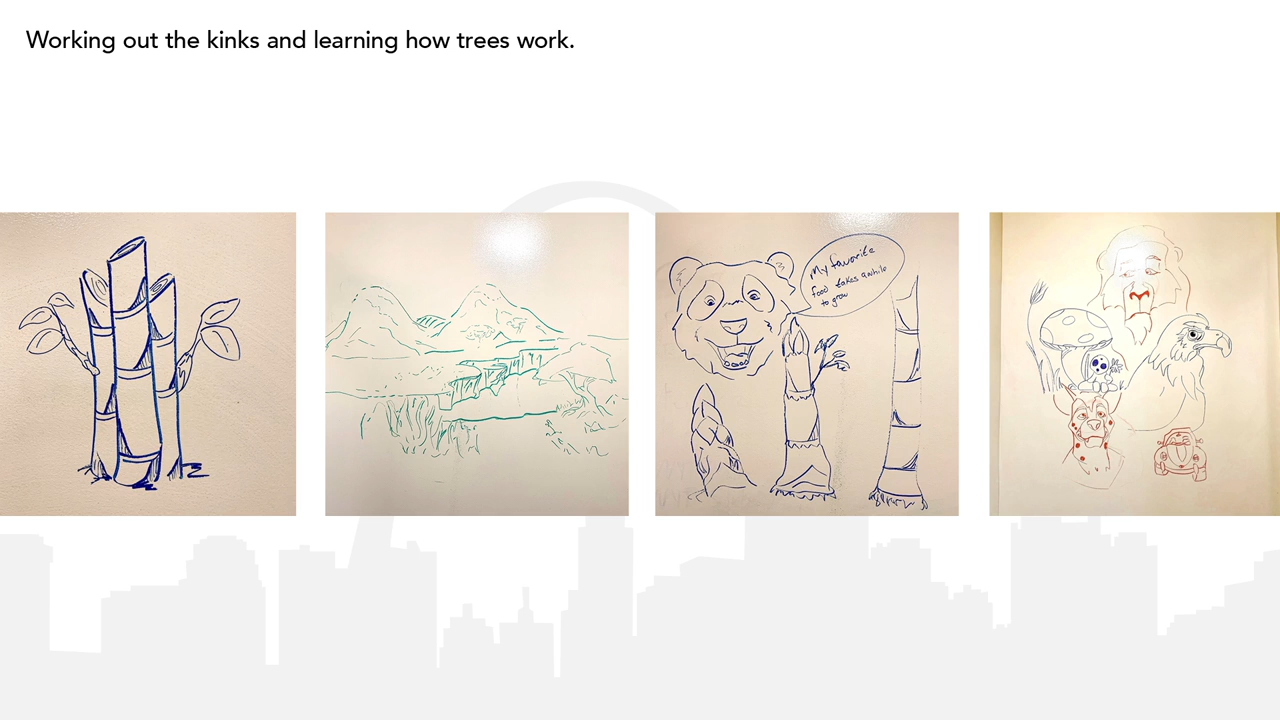 Working out the kinks and learning how trees work.
My favorite
food takes awhile
to grow